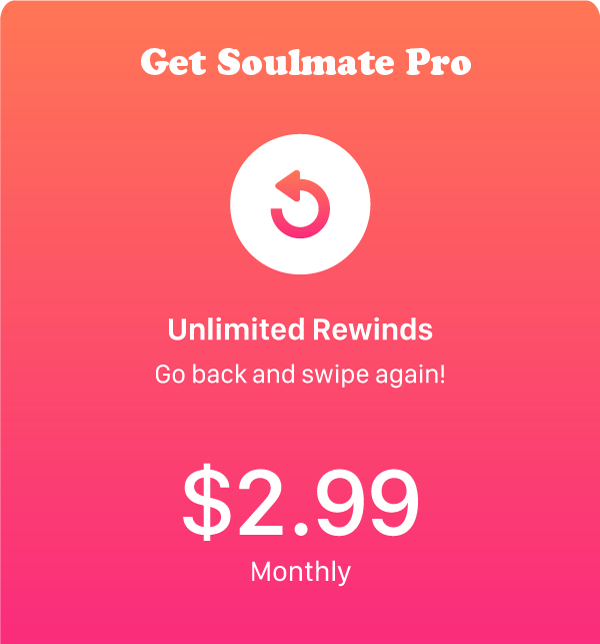 Get Soulmate Pro
Unlimited Rewinds
Go back and swipe again!
$2.99
Monthly